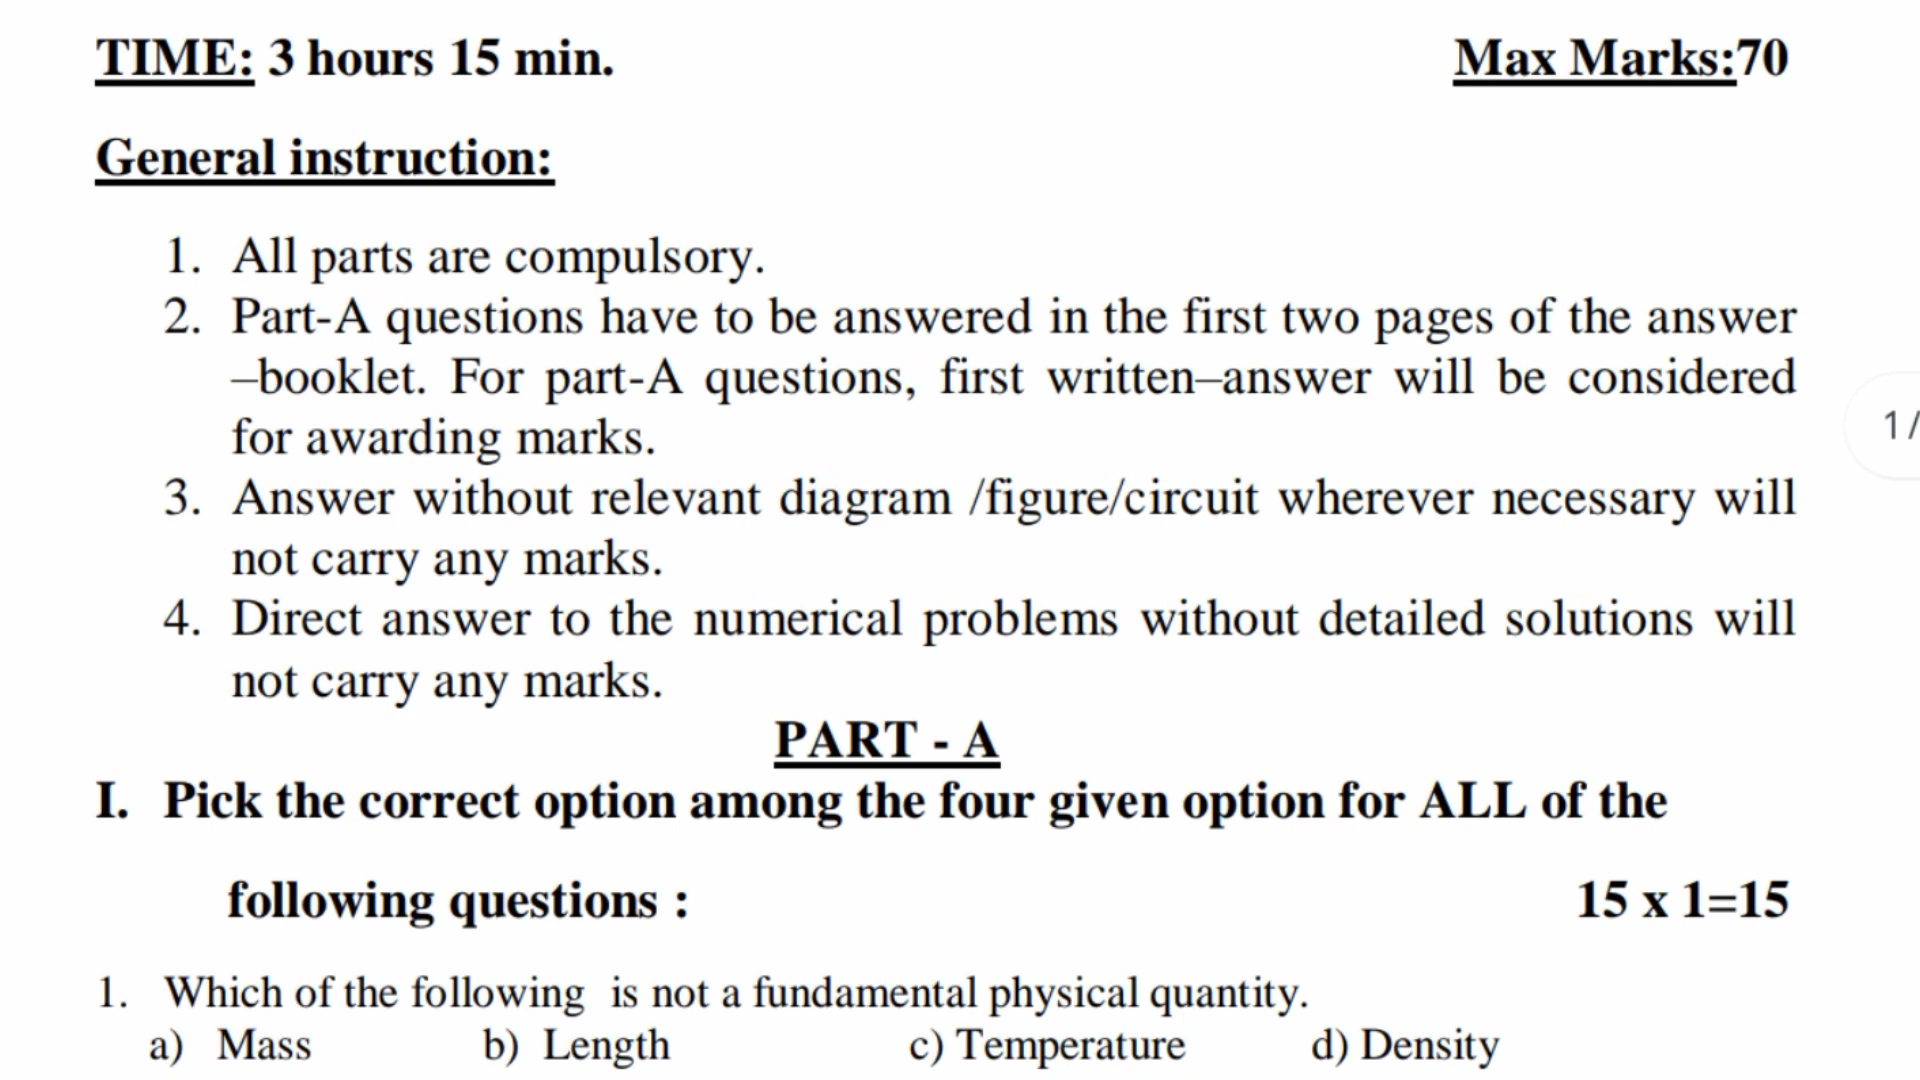 TIME: 3 hours 15 min. Max Marks:70
General instruction:
1. All parts are compulsory.
2. Part-A questions have to be answered in the first two pages of the answer
–booklet. For part-A questions, first written–answer will be considered
for awarding marks.
3. Answer without relevant diagram /figure/circuit wherever necessary will
not carry any marks.
4. Direct answer to the numerical problems without detailed solutions will
not carry any marks.
PART - A
I. Pick the correct option among the four given option for ALL of the
following questions : 15 x 1=15
1. Which of the following is not a fundamental physical quantity.
a) Mass b) Length c) Temperature d) Density
1/